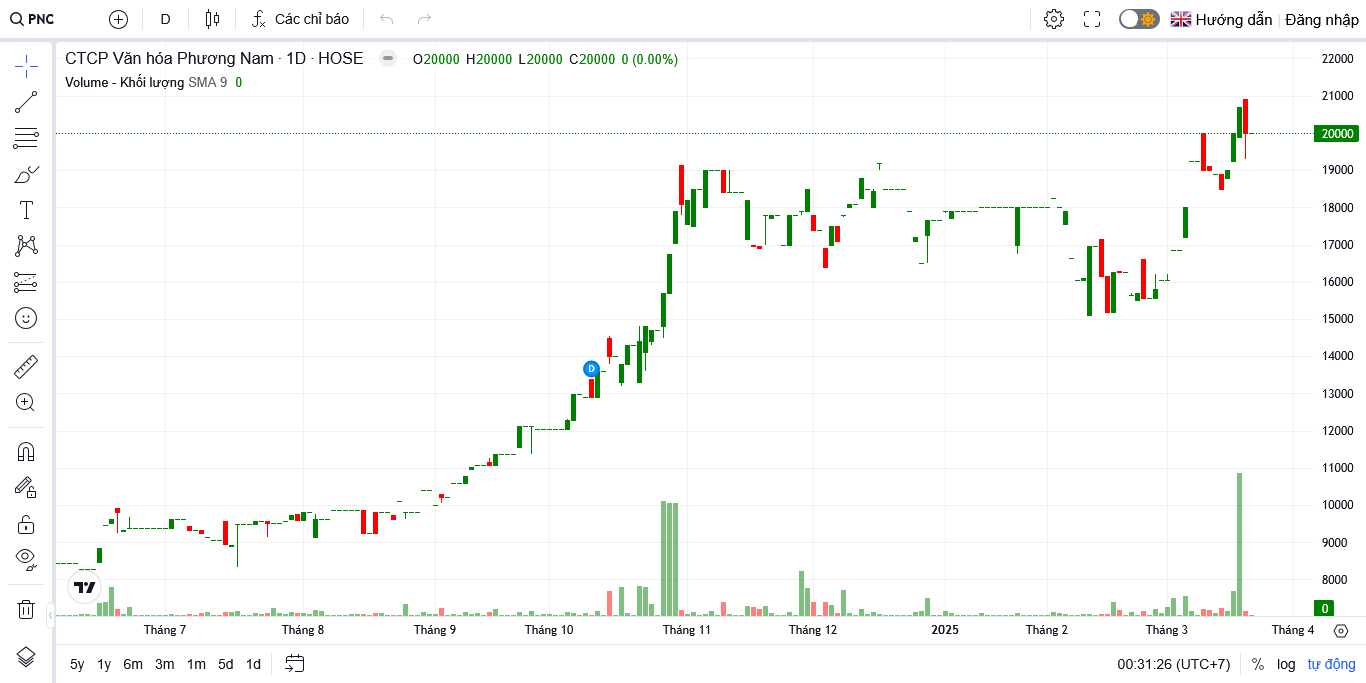 PNC D Các chỉ báo Hướng dẫn Đăng nhập
CTCP Văn hóa Phương Nam · 1D · HOSE O20000 H20000 L20000 C20000 0 (0.00%)
Volume - Khối lượng SMA 9 0
22000
21000
20000
19000
18000
17000
16000
15000
14000
13000
12000
11000
10000
9000
8000
0
D
Tháng 7 Tháng 8 Tháng 9 Tháng 10 Tháng 11 Tháng 12 2025 Tháng 2 Tháng 3 Tháng 4
5y 1y 6m 3m 1m 5d 1d 00:31:26 (UTC+7) % log tự động